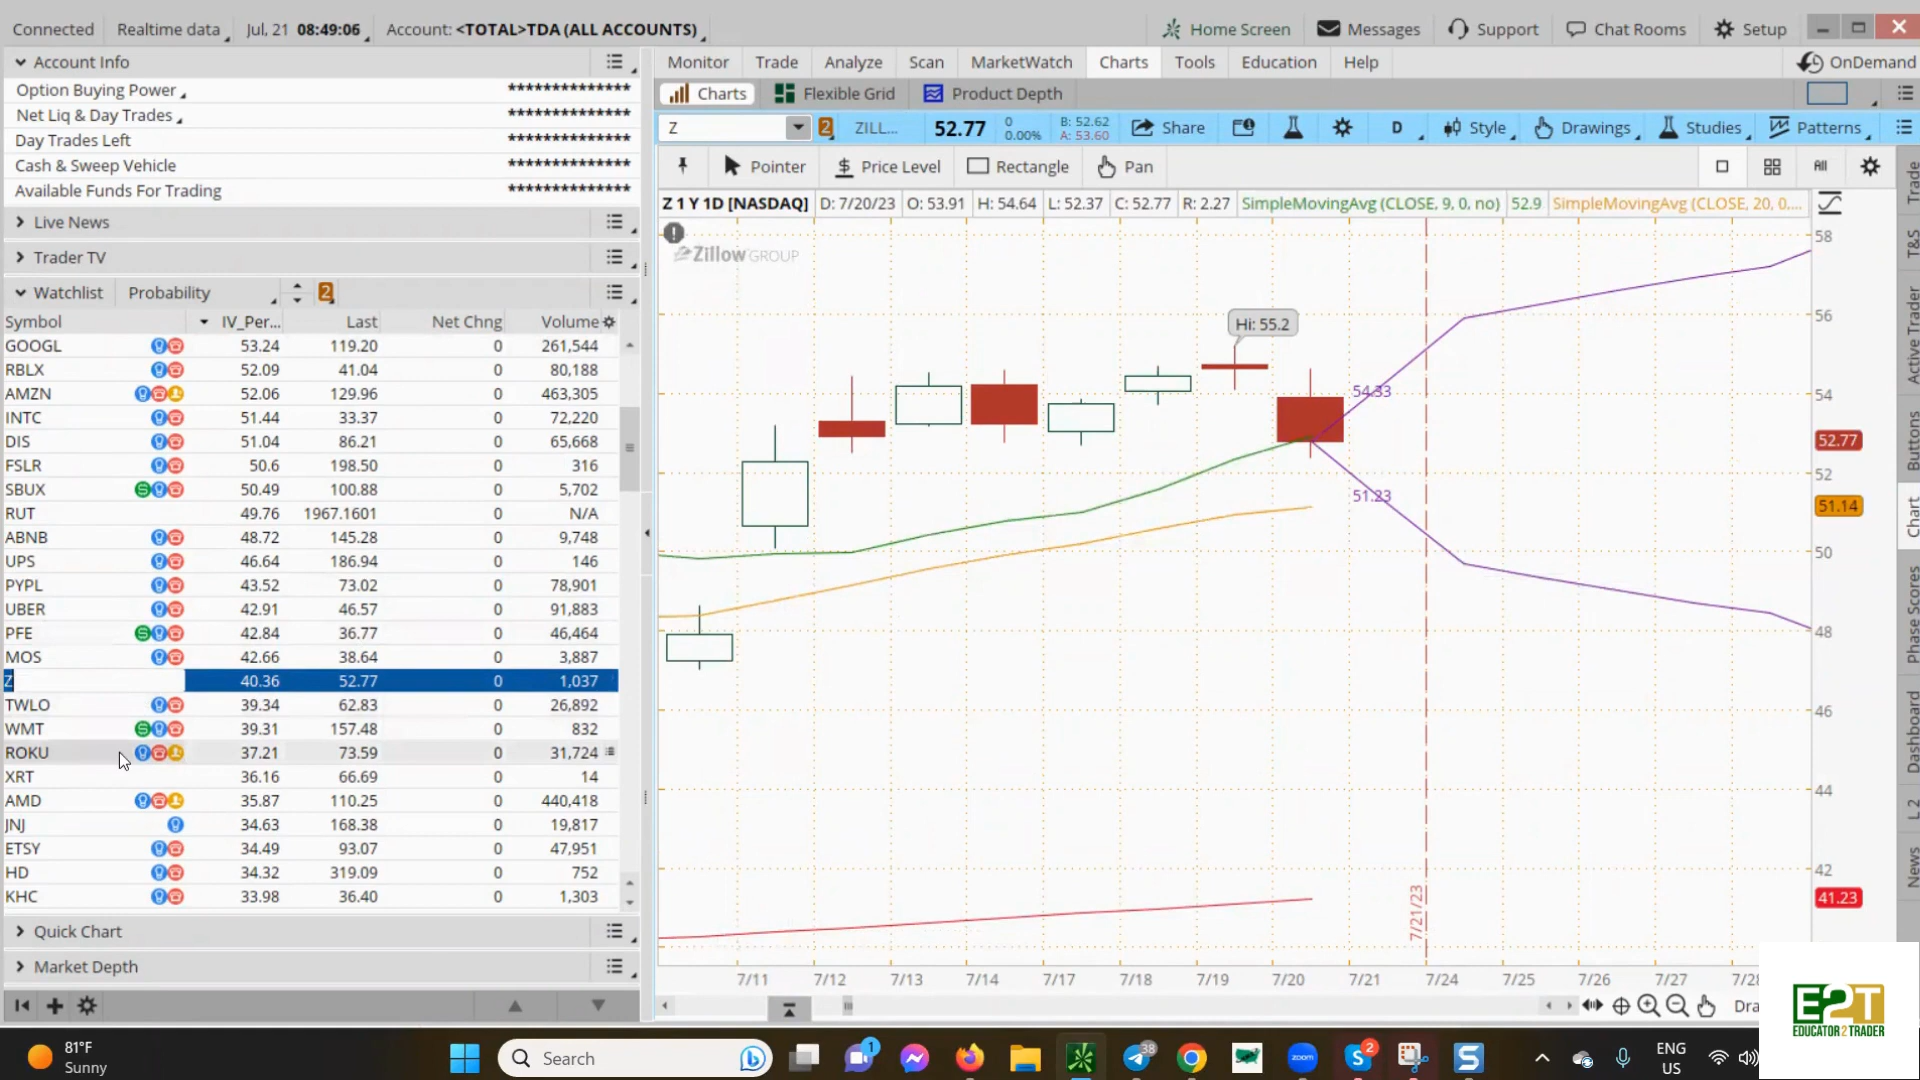 Connected Realtime data Jul, 21 08:49:06 Account: <TOTAL>TDA (ALL ACCOUNTS) Home Screen Messages Support Chat Rooms Setup
Account Info
Option Buying Power **************
Net Liq & Day Trades **************
Day Trades Left **************
Cash & Sweep Vehicle **************
Available Funds For Trading **************
Live News
Trader TV
Watchlist Probability 2
Symbol IV_Per... Last Net Chng Volume
GOOGL 53.24 119.20 0 261,544
RBLX 52.09 41.04 0 80,188
AMZN 52.06 129.96 0 463,305
INTC 51.44 33.37 0 72,220
DIS 51.04 86.21 0 65,668
FSLR 50.6 198.50 0 316
SBUX 50.49 100.88 0 5,702
RUT 49.76 1967.1601 0 N/A
ABNB 48.72 145.28 0 9,748
UPS 46.64 186.94 0 146
PYPL 43.52 73.02 0 78,901
UBER 42.91 46.57 0 91,883
PFE 42.84 36.77 0 46,464
MOS 42.66 38.64 0 3,887
Z 40.36 52.77 0 1,037
TWLO 39.34 62.83 0 26,892
WMT 39.31 157.48 0 832
ROKU 37.21 73.59 0 31,724
XRT 36.16 66.69 0 14
AMD 35.87 110.25 0 440,418
JNJ 34.63 168.38 0 19,817
ETSY 34.49 93.07 0 47,951
HD 34.32 319.09 0 752
KHC 33.98 36.40 0 1,303
Quick Chart
Market Depth
Monitor Trade Analyze Scan MarketWatch Charts Tools Education Help OnDemand
Charts Flexible Grid Product Depth
Z 2 ZILL... 52.77 0 0.00% B: 52.62 A: 53.60 Share D Style Drawings Studies Patterns
Pointer $ Price Level Rectangle Pan All
Z 1 Y 1D [NASDAQ] D: 7/20/23 O: 53.91 H: 54.64 L: 52.37 C: 52.77 R: 2.27 SimpleMovingAvg (CLOSE, 9, 0, no) 52.9 SimpleMovingAvg (CLOSE, 20, 0....
Zillow GROUP
58
56
Hi: 55.2
54.33
54
52.77
52
51.23
51.14
50
48
46
44
42
41.23
7/21/23
7/11 7/12 7/13 7/14 7/17 7/18 7/19 7/20 7/21 7/24 7/25 7/26 7/27 7/28
Dra
Trade
T&S
Active Trader
Buttons
Chart
Phase Scores
Dashboard
L 2
News
E2T
EDUCATOR2TRADER
81°F
Sunny
Search
1
38
zoom
2
ENG
US